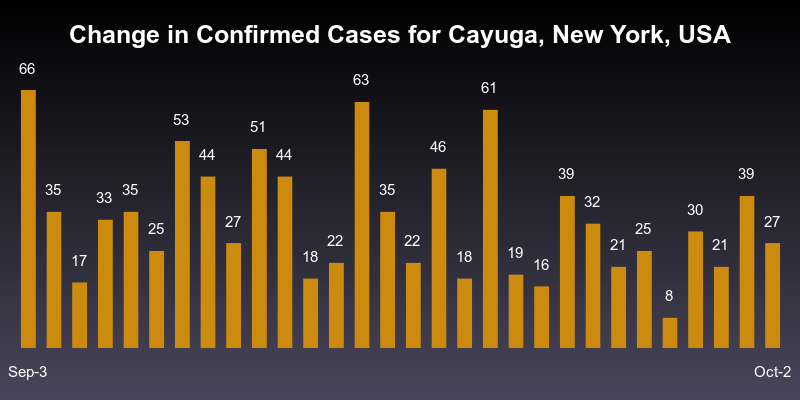 Change in Confirmed Cases for Cayuga, New York, USA
66 35 17 33 35 25 53 44 27 51 44 18 22 63 35 22 46 18 61 19 16 39 32 21 25 8 30 21 39 27
Sep-3 Oct-2